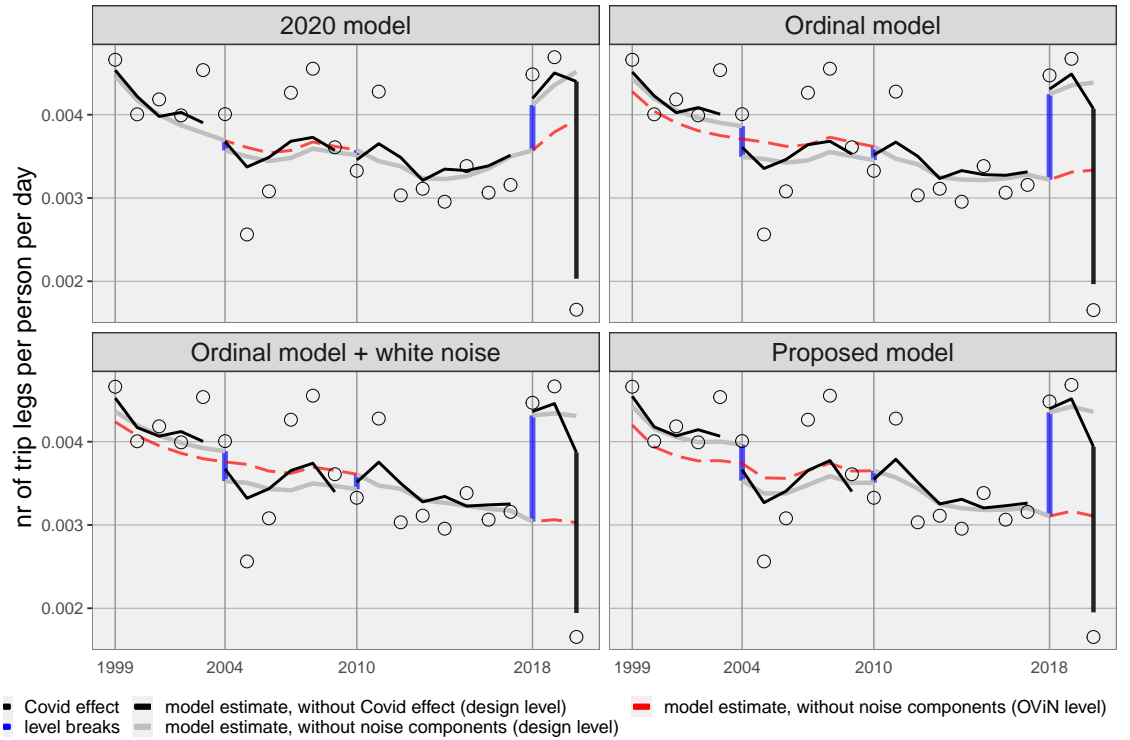 2020 model
Ordinal model
0.004
0.003
0.002
Ordinal model + white noise
Proposed model
0.004
0.003
0.002
nr of trip legs per person per day
1999
2004
2010
2018
1999
2004
2010
2018
Covid effect
model estimate, without Covid effect (design level)
model estimate, without noise components (OViN level)
level breaks
model estimate, without noise components (design level)